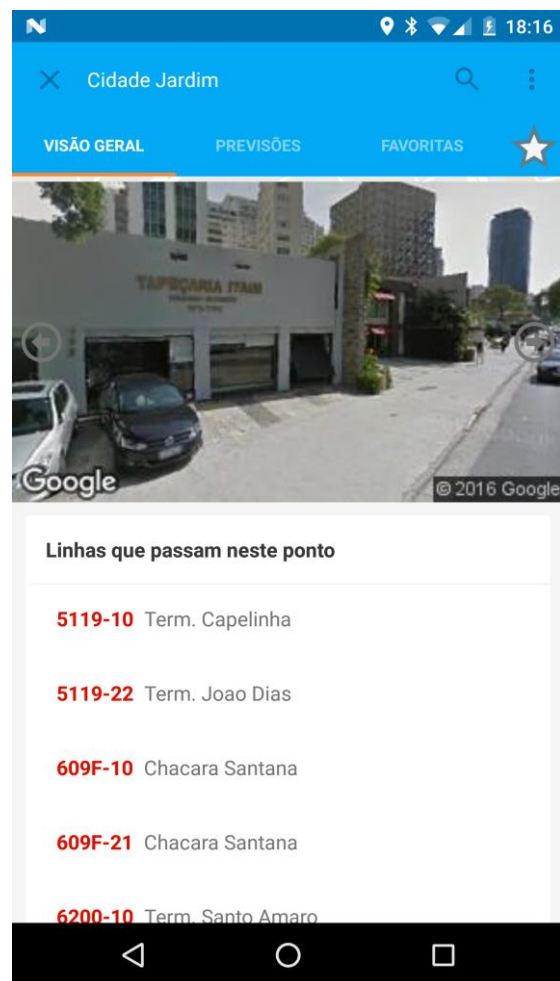 18:16
Cidade Jardim
VISÃO GERAL
PREVISÕES
FAVORITAS
TAPEÇARIA ITAIM
Google
© 2016 Google
Linhas que passam neste ponto
5119-10 Term. Capelinha
5119-22 Term. Joao Dias
609F-10 Chacara Santana
609F-21 Chacara Santana
6200-10 Term. Santo Amaro